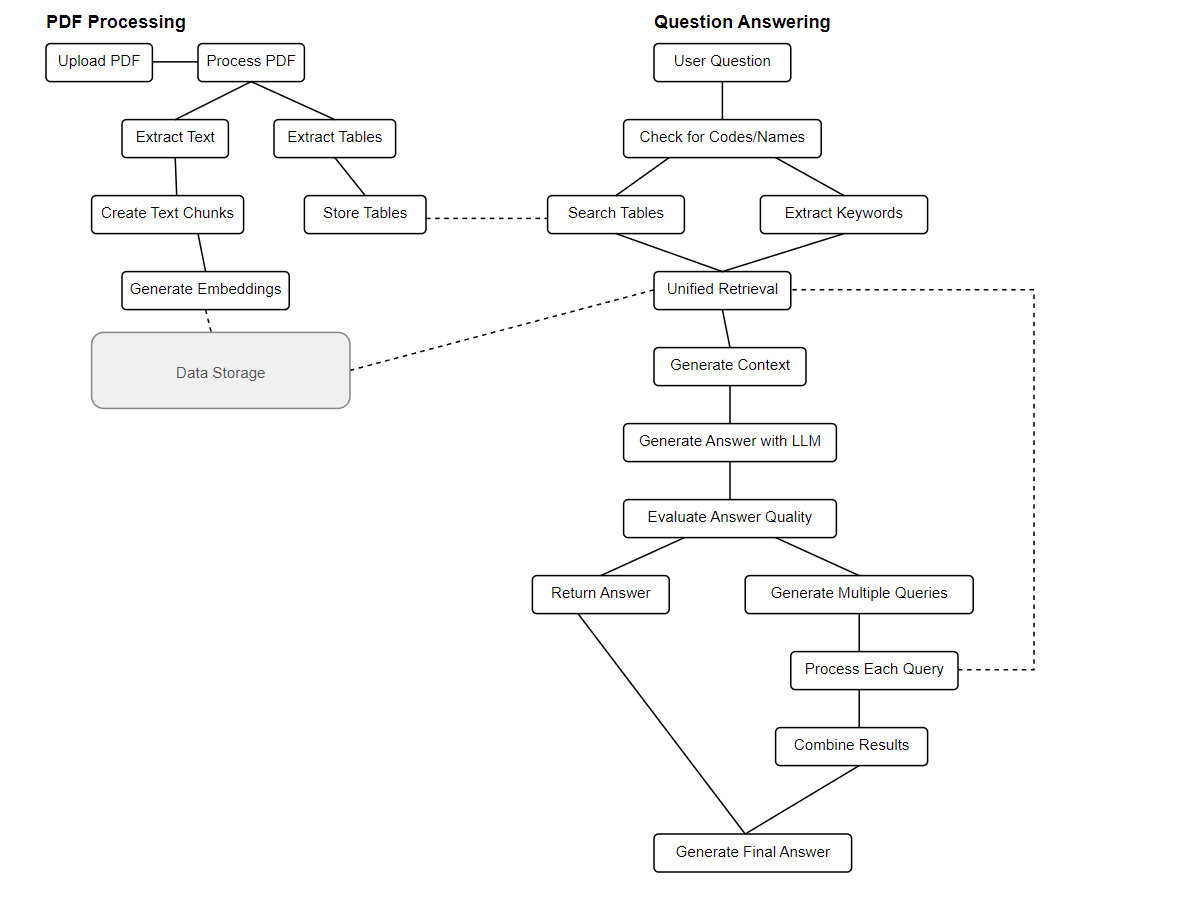 PDF Processing
Upload PDF
Process PDF
Extract Text
Extract Tables
Create Text Chunks
Store Tables
Generate Embeddings
Data Storage
Question Answering
User Question
Check for Codes/Names
Search Tables
Extract Keywords
Unified Retrieval
Generate Context
Generate Answer with LLM
Evaluate Answer Quality
Return Answer
Generate Multiple Queries
Process Each Query
Combine Results
Generate Final Answer